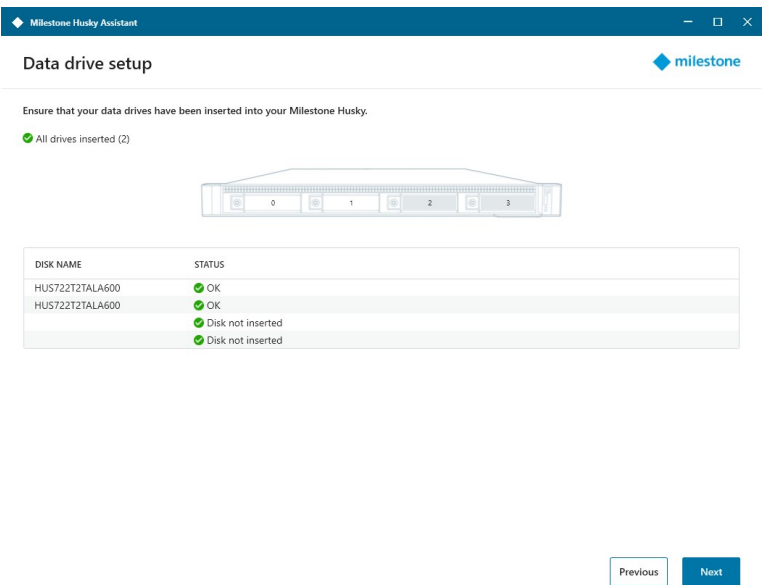 Milestone Husky Assistant
Data drive setup
milestone
Ensure that your data drives have been inserted into your Milestone Husky.
All drives inserted (2)
0 1 2 3
DISK NAME STATUS
HUS722T2TALA600 OK
HUS722T2TALA600 OK
Disk not inserted
Disk not inserted
Previous Next